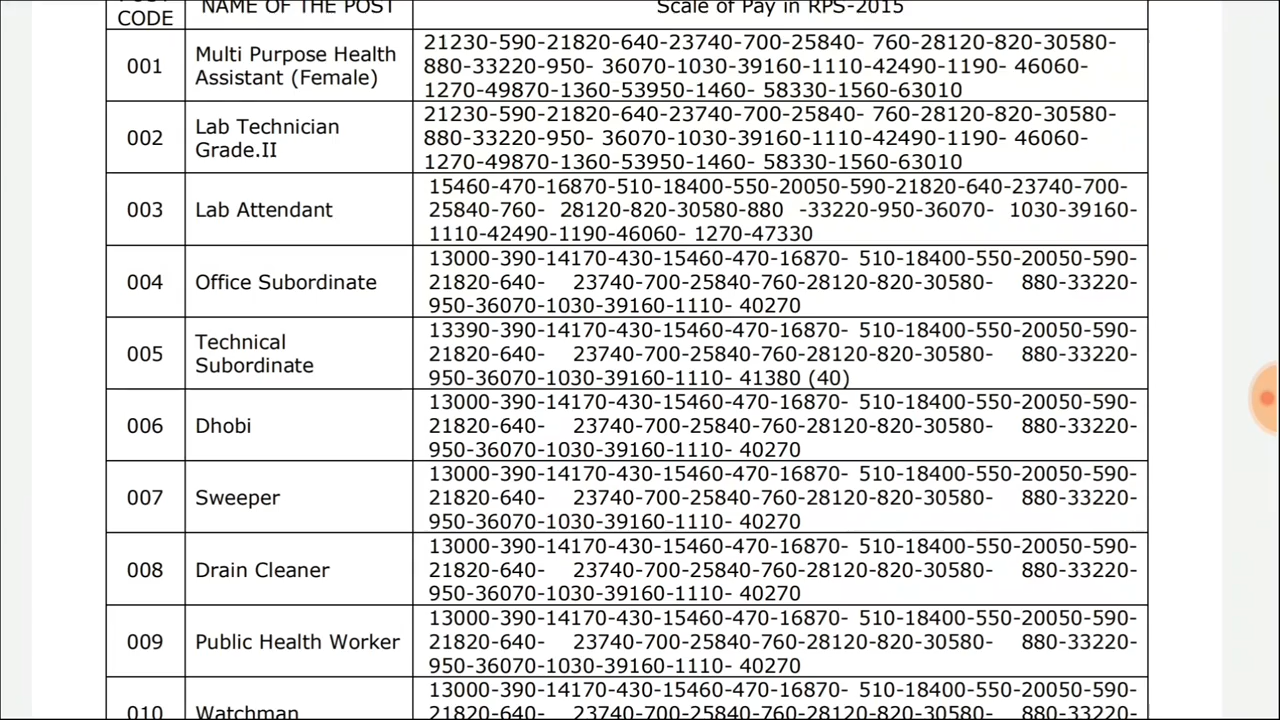 POST
CODE
NAME OF THE POST
Scale of Pay in RPS-2015
001
Multi Purpose Health
Assistant (Female)
21230-590-21820-640-23740-700-25840- 760-28120-820-30580-
880-33220-950- 36070-1030-39160-1110-42490-1190- 46060-
1270-49870-1360-53950-1460- 58330-1560-63010
002
Lab Technician
Grade.II
21230-590-21820-640-23740-700-25840- 760-28120-820-30580-
880-33220-950- 36070-1030-39160-1110-42490-1190- 46060-
1270-49870-1360-53950-1460- 58330-1560-63010
003
Lab Attendant
15460-470-16870-510-18400-550-20050-590-21820-640-23740-700-
25840-760- 28120-820-30580-880 -33220-950-36070- 1030-39160-
1110-42490-1190-46060- 1270-47330
004
Office Subordinate
13000-390-14170-430-15460-470-16870- 510-18400-550-20050-590-
21820-640- 23740-700-25840-760-28120-820-30580- 880-33220-
950-36070-1030-39160-1110- 40270
005
Technical
Subordinate
13390-390-14170-430-15460-470-16870- 510-18400-550-20050-590-
21820-640- 23740-700-25840-760-28120-820-30580- 880-33220-
950-36070-1030-39160-1110- 41380 (40)
006
Dhobi
13000-390-14170-430-15460-470-16870- 510-18400-550-20050-590-
21820-640- 23740-700-25840-760-28120-820-30580- 880-33220-
950-36070-1030-39160-1110- 40270
007
Sweeper
13000-390-14170-430-15460-470-16870- 510-18400-550-20050-590-
21820-640- 23740-700-25840-760-28120-820-30580- 880-33220-
950-36070-1030-39160-1110- 40270
008
Drain Cleaner
13000-390-14170-430-15460-470-16870- 510-18400-550-20050-590-
21820-640- 23740-700-25840-760-28120-820-30580- 880-33220-
950-36070-1030-39160-1110- 40270
009
Public Health Worker
13000-390-14170-430-15460-470-16870- 510-18400-550-20050-590-
21820-640- 23740-700-25840-760-28120-820-30580- 880-33220-
950-36070-1030-39160-1110- 40270
010
Watchman
13000-390-14170-430-15460-470-16870- 510-18400-550-20050-590-
21820-640- 23740-700-25840-760-28120-820-30580- 880-33220-